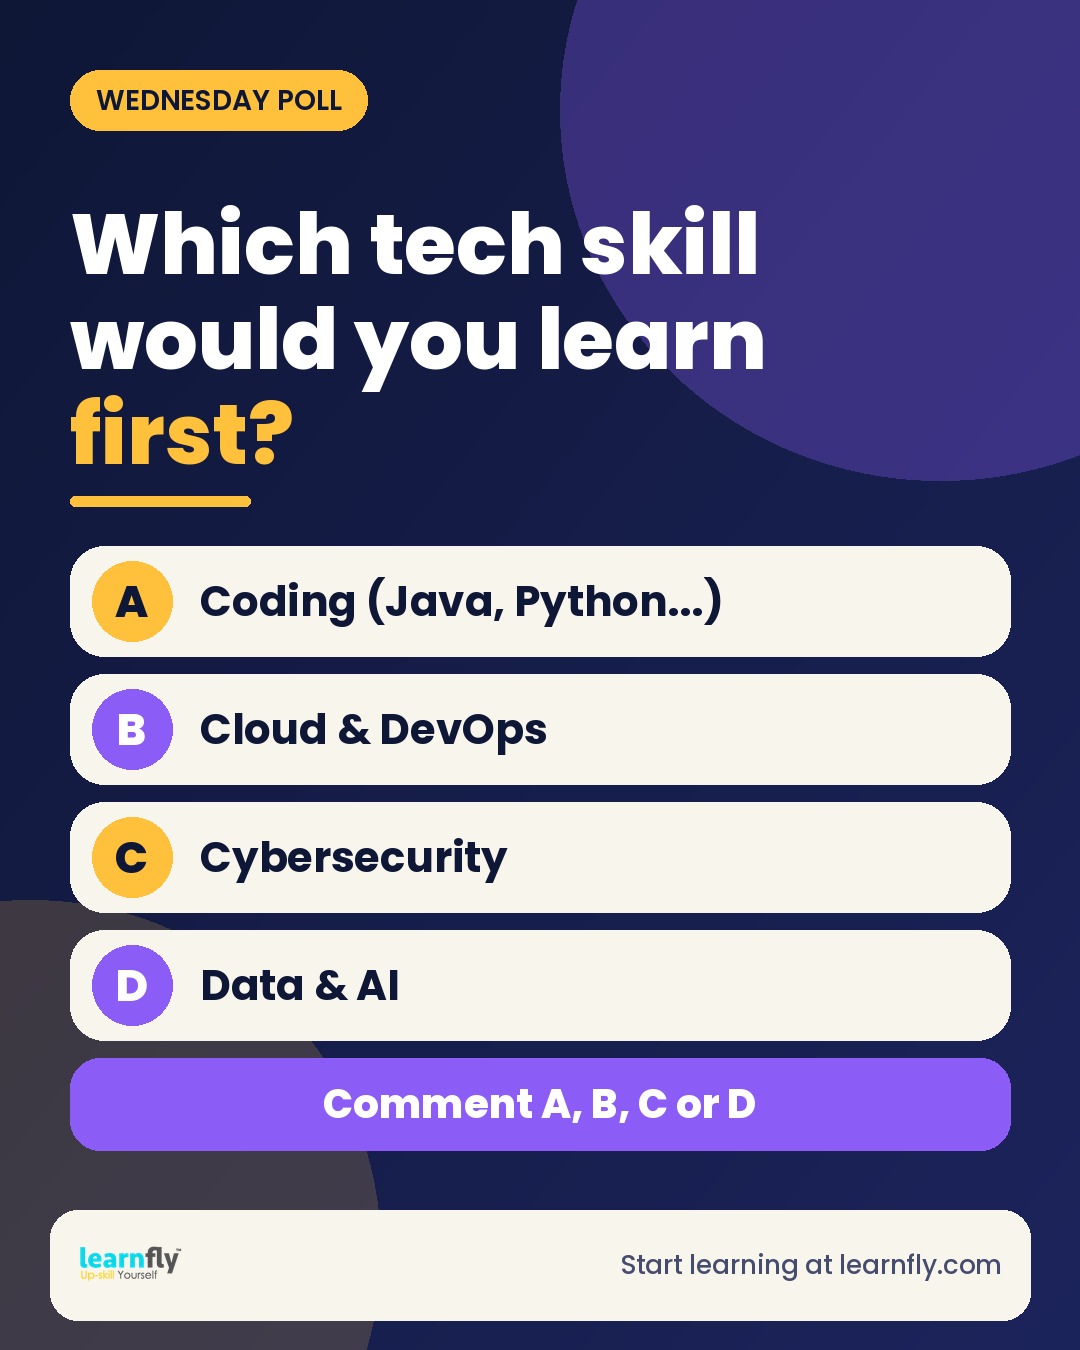 WEDNESDAY POLL
Which tech skill
would you learn
first?
A Coding (Java, Python...)
B Cloud & DevOps
C Cybersecurity
D Data & AI
Comment A, B, C or D
learnfly™
Up-skill Yourself
Start learning at learnfly.com